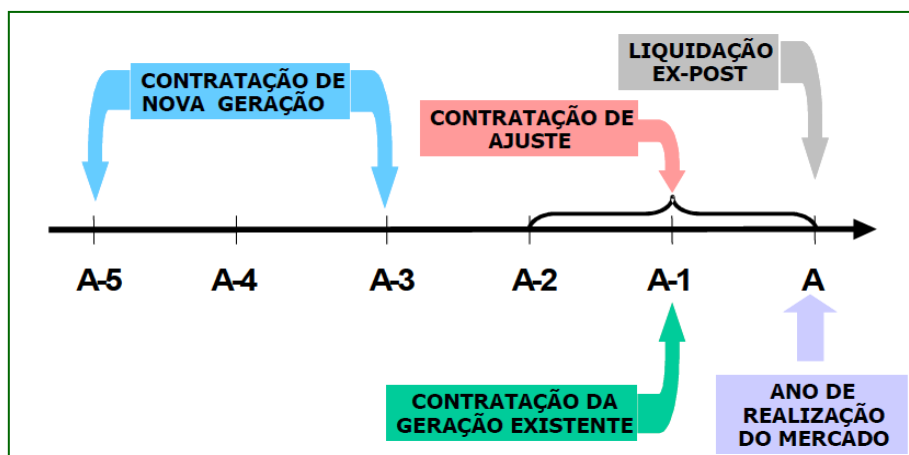 CONTRATAÇÃO DE
NOVA GERAÇÃO
LIQUIDAÇÃO
EX-POST
CONTRATAÇÃO DE
AJUSTE
A-5
A-4
A-3
A-2
A-1
A
CONTRATAÇÃO DA
GERAÇÃO EXISTENTE
ANO DE
REALIZAÇÃO
DO MERCADO